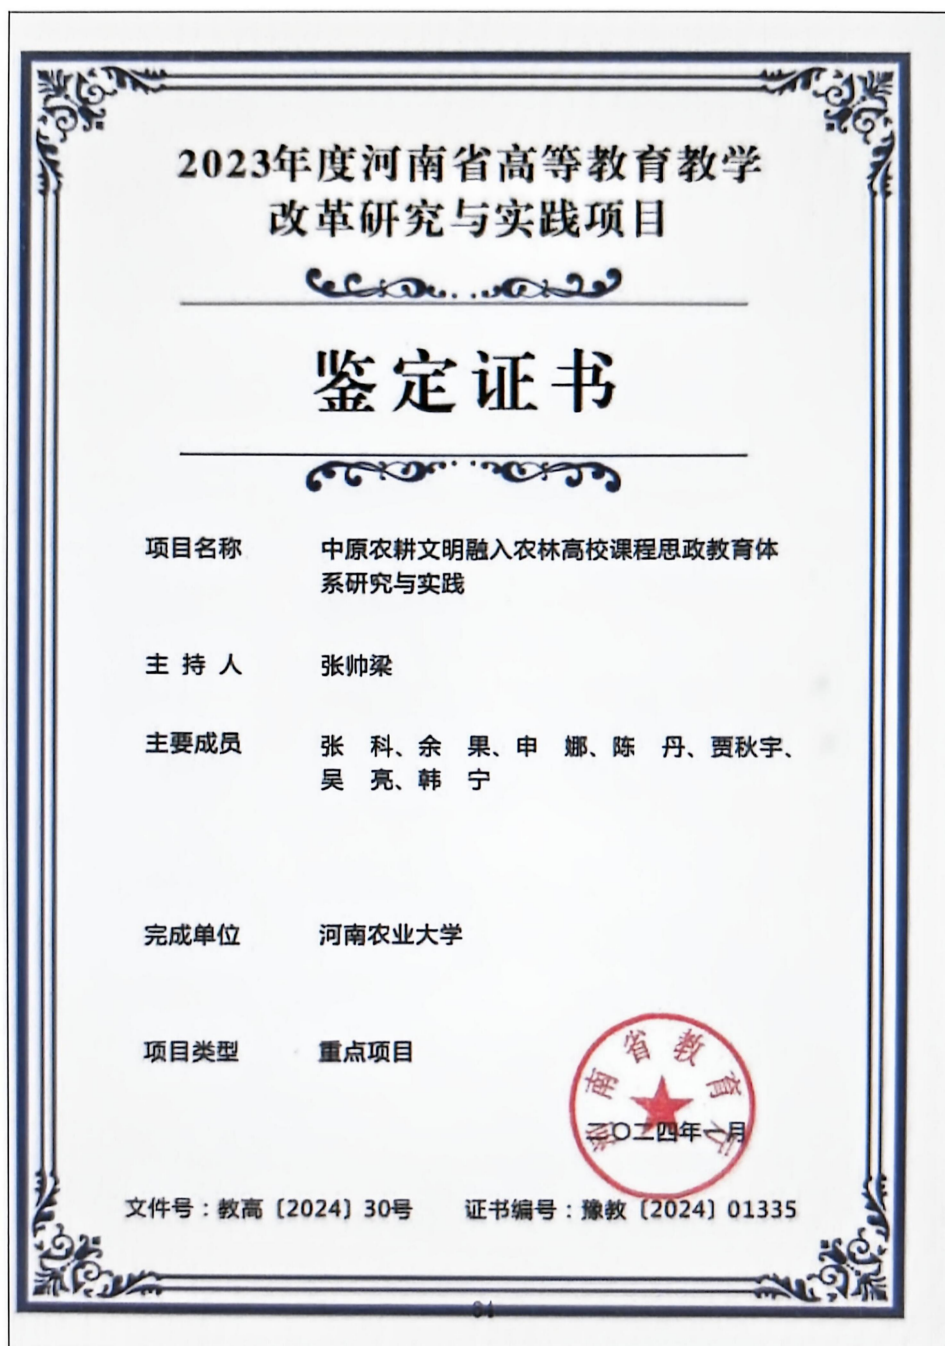 2023年度河南省高等教育教学
改革研究与实践项目
鉴定证书
项目名称 中原农耕文明融入农林高校课程思政教育体
系研究与实践
主 持 人 张帅梁
主要成员 张 科、余 果、申 娜、陈 丹、贾秋宇、
吴 亮、韩 宁
完成单位 河南农业大学
项目类型 重点项目
河南省教育厅
二〇二四年一月
文件号：教高〔2024〕30号 证书编号：豫教〔2024〕01335